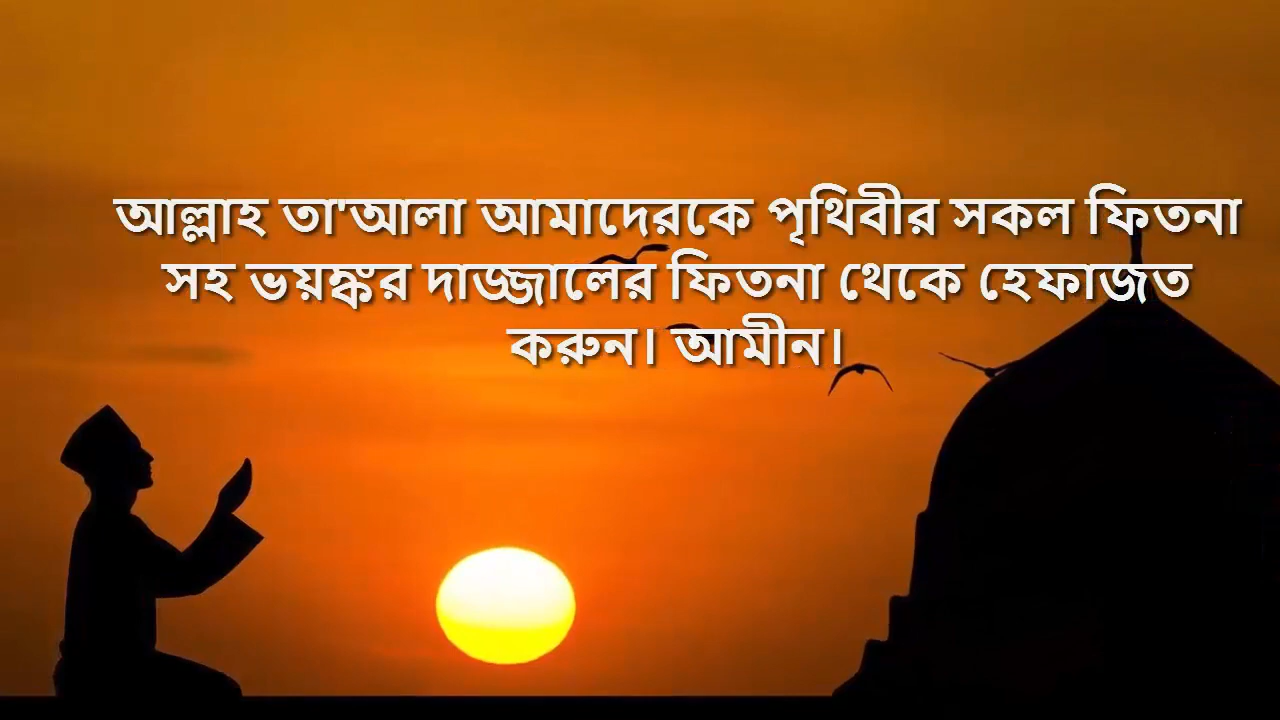 আল্লাহ তা'আলা আমাদেরকে পৃথিবীর সকল ফিতনা
সহ ভয়ঙ্কর দাজ্জালের ফিতনা থেকে হেফাজত
করুন। আমীন।